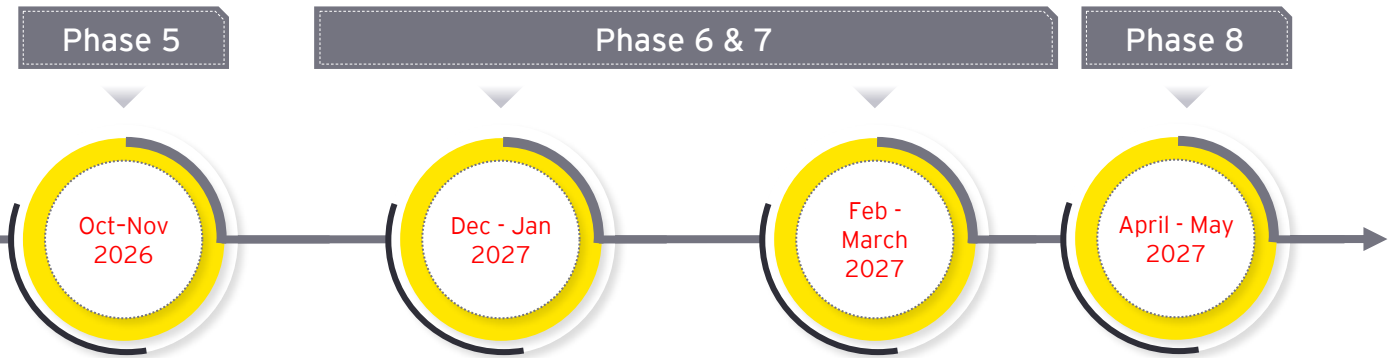 Phase 5
Phase 6 & 7
Phase 8
Oct–Nov
2026
Dec - Jan
2027
Feb -
March
2027
April - May
2027